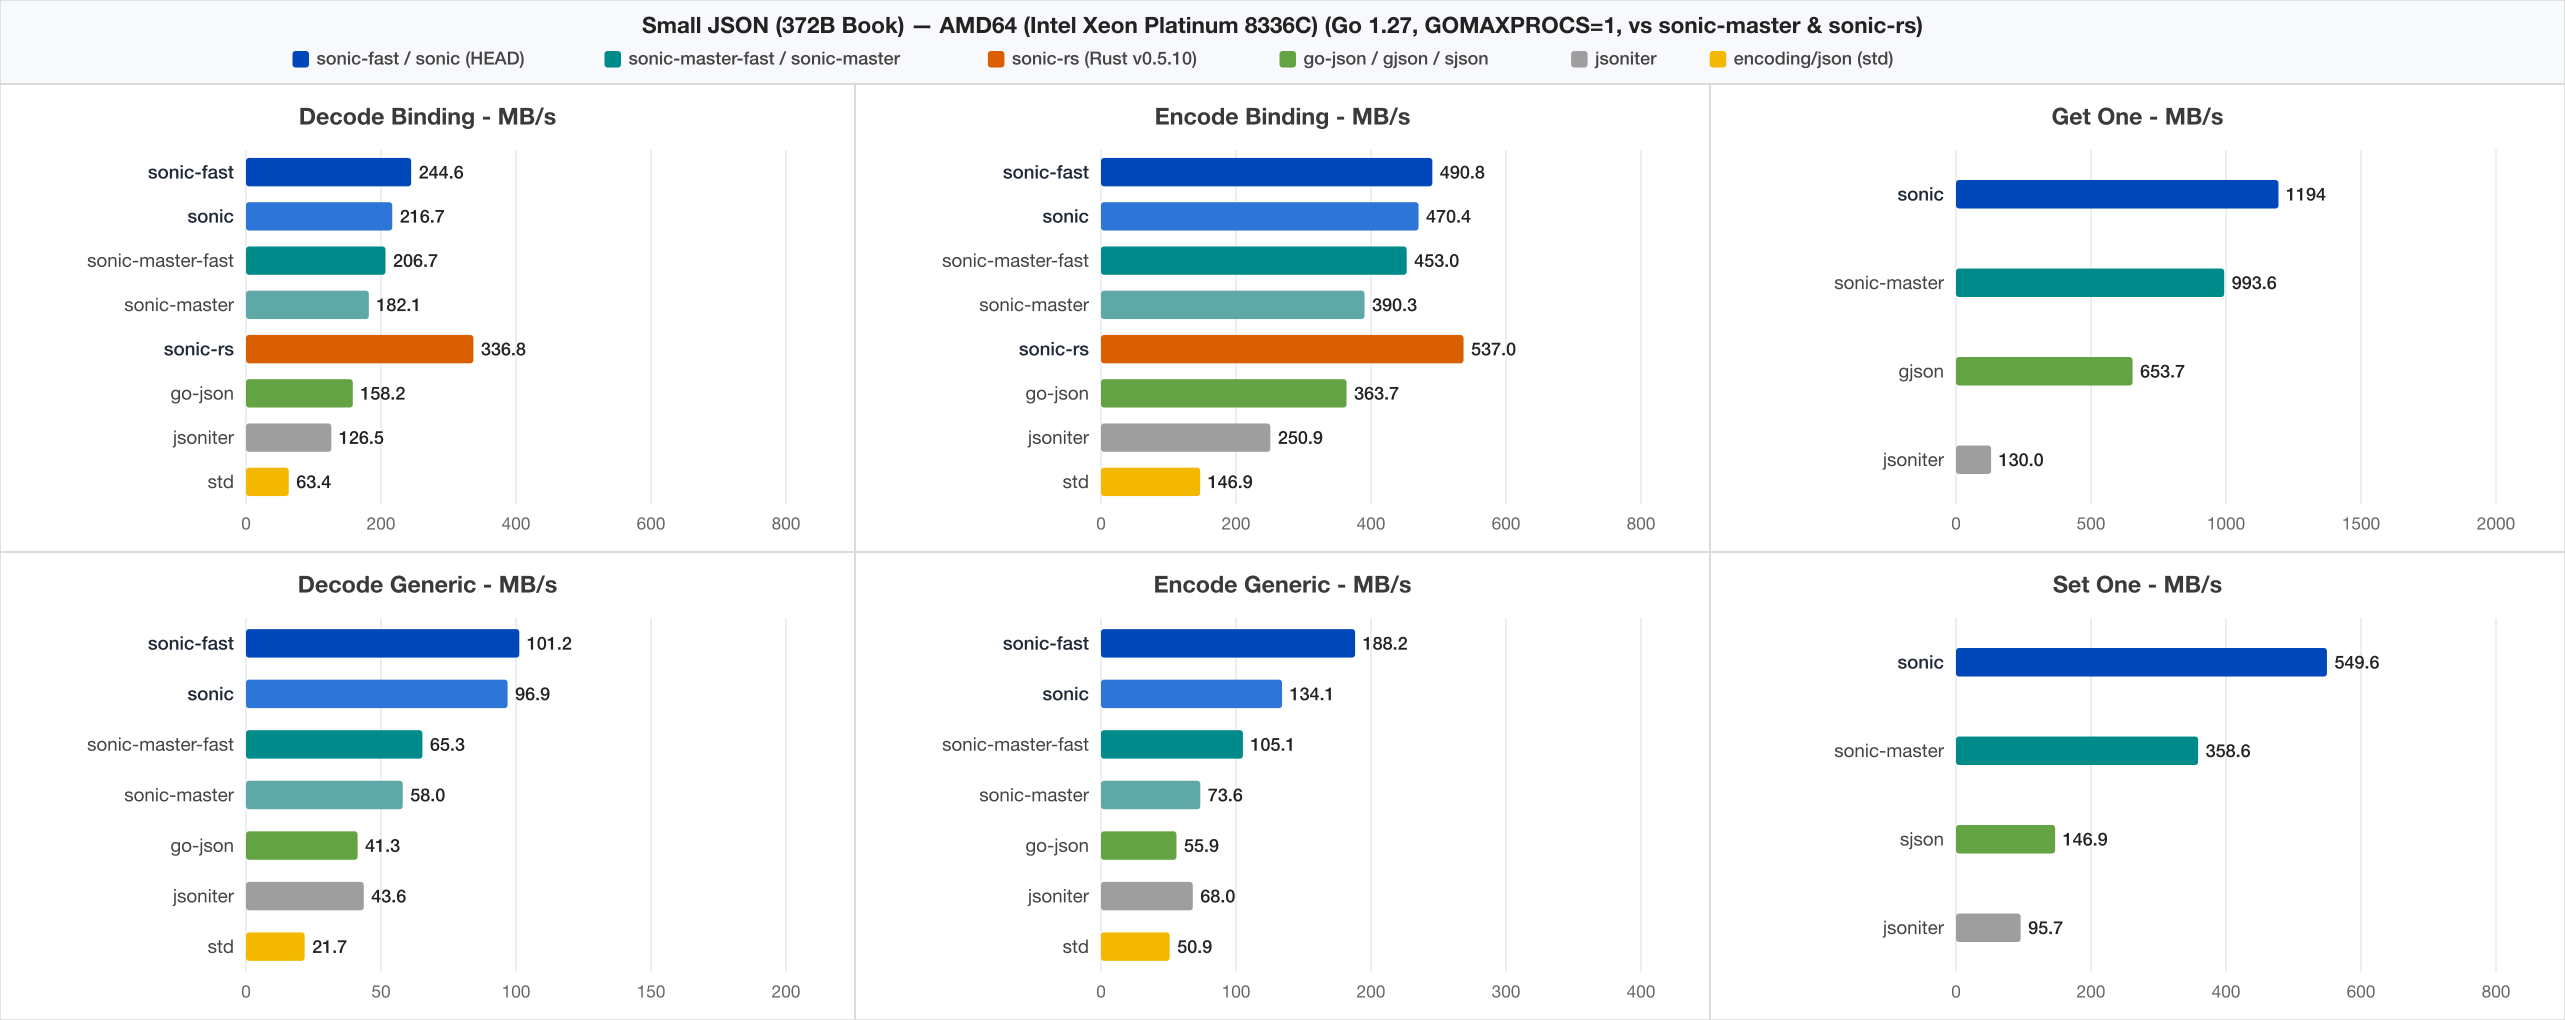 Small JSON (372B Book) — AMD64 (Intel Xeon Platinum 8336C) (Go 1.27, GOMAXPROCS=1, vs sonic-master & sonic-rs)
sonic-fast / sonic (HEAD)
sonic-master-fast / sonic-master
sonic-rs (Rust v0.5.10)
go-json / gjson / sjson
jsoniter
encoding/json (std)
Decode Binding - MB/s
sonic-fast 244.6
sonic 216.7
sonic-master-fast 206.7
sonic-master 182.1
sonic-rs 336.8
go-json 158.2
jsoniter 126.5
std 63.4
0 200 400 600 800
Encode Binding - MB/s
sonic-fast 490.8
sonic 470.4
sonic-master-fast 453.0
sonic-master 390.3
sonic-rs 537.0
go-json 363.7
jsoniter 250.9
std 146.9
0 200 400 600 800
Get One - MB/s
sonic 1194
sonic-master 993.6
gjson 653.7
jsoniter 130.0
0 500 1000 1500 2000
Decode Generic - MB/s
sonic-fast 101.2
sonic 96.9
sonic-master-fast 65.3
sonic-master 58.0
go-json 41.3
jsoniter 43.6
std 21.7
0 50 100 150 200
Encode Generic - MB/s
sonic-fast 188.2
sonic 134.1
sonic-master-fast 105.1
sonic-master 73.6
go-json 55.9
jsoniter 68.0
std 50.9
0 100 200 300 400
Set One - MB/s
sonic 549.6
sonic-master 358.6
sjson 146.9
jsoniter 95.7
0 200 400 600 800